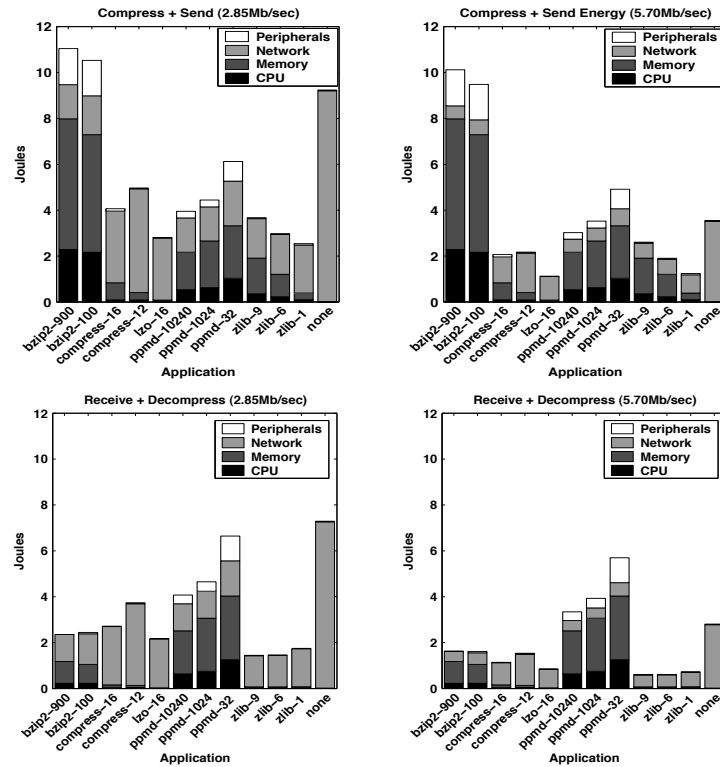 Compress + Send (2.85Mb/sec)
12
10
8
6
4
2
0
Joules
Peripherals
Network
Memory
CPU
bzip2−900
bzip2−100
compress−16
compress−12
lzo−16
ppmd−10240
ppmd−1024
ppmd−32
zlib−9
zlib−6
zlib−1
none
Application
Compress + Send Energy (5.70Mb/sec)
12
10
8
6
4
2
0
Joules
Peripherals
Network
Memory
CPU
bzip2−900
bzip2−100
compress−16
compress−12
lzo−16
ppmd−10240
ppmd−1024
ppmd−32
zlib−9
zlib−6
zlib−1
none
Application
Receive + Decompress (2.85Mb/sec)
12
10
8
6
4
2
0
Joules
Peripherals
Network
Memory
CPU
bzip2−900
bzip2−100
compress−16
compress−12
lzo−16
ppmd−10240
ppmd−1024
ppmd−32
zlib−9
zlib−6
zlib−1
none
Application
Receive + Decompress (5.70Mb/sec)
12
10
8
6
4
2
0
Joules
Peripherals
Network
Memory
CPU
bzip2−900
bzip2−100
compress−16
compress−12
lzo−16
ppmd−10240
ppmd−1024
ppmd−32
zlib−9
zlib−6
zlib−1
none
Application